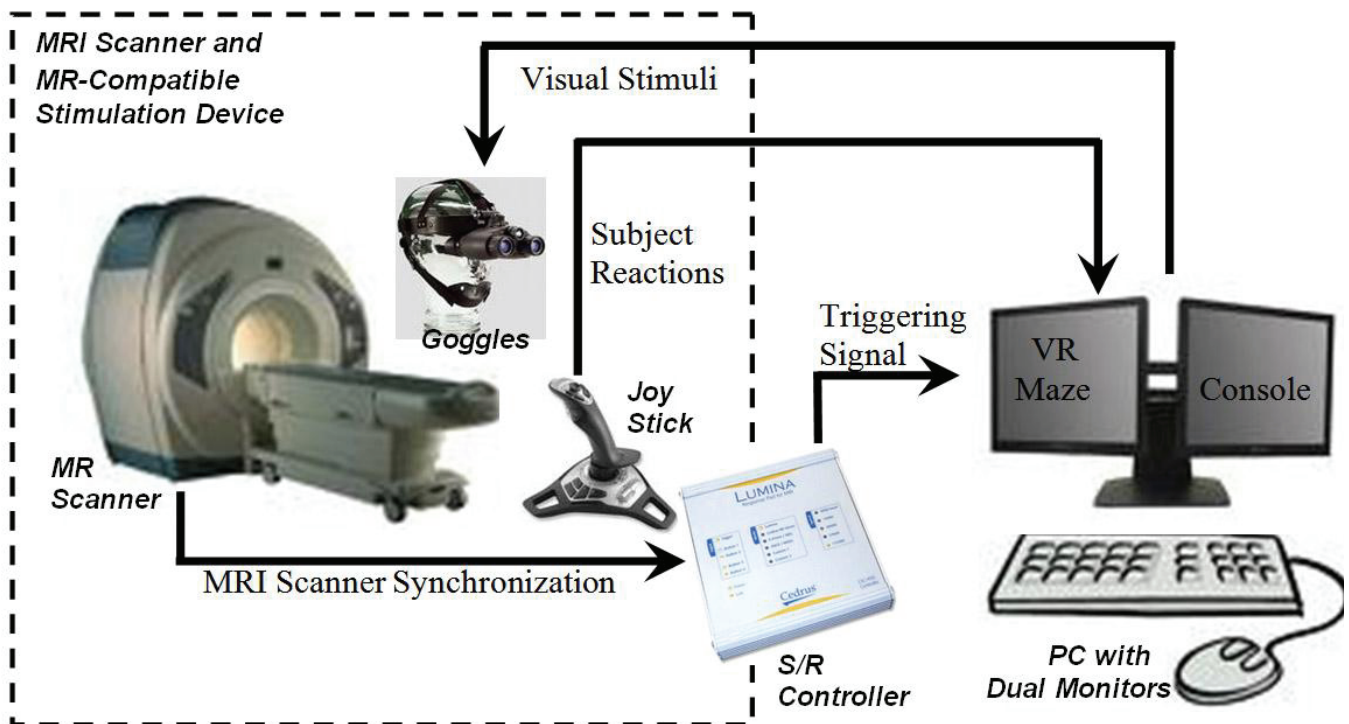 MRI Scanner and
MR-Compatible
Stimulation Device
Visual Stimuli
Subject
Reactions
Goggles
Triggering
Signal
VR
Maze
Console
Joy
Stick
MR
Scanner
LUMINA
Cedrus
MRI Scanner Synchronization
S/R
Controller
PC with
Dual Monitors